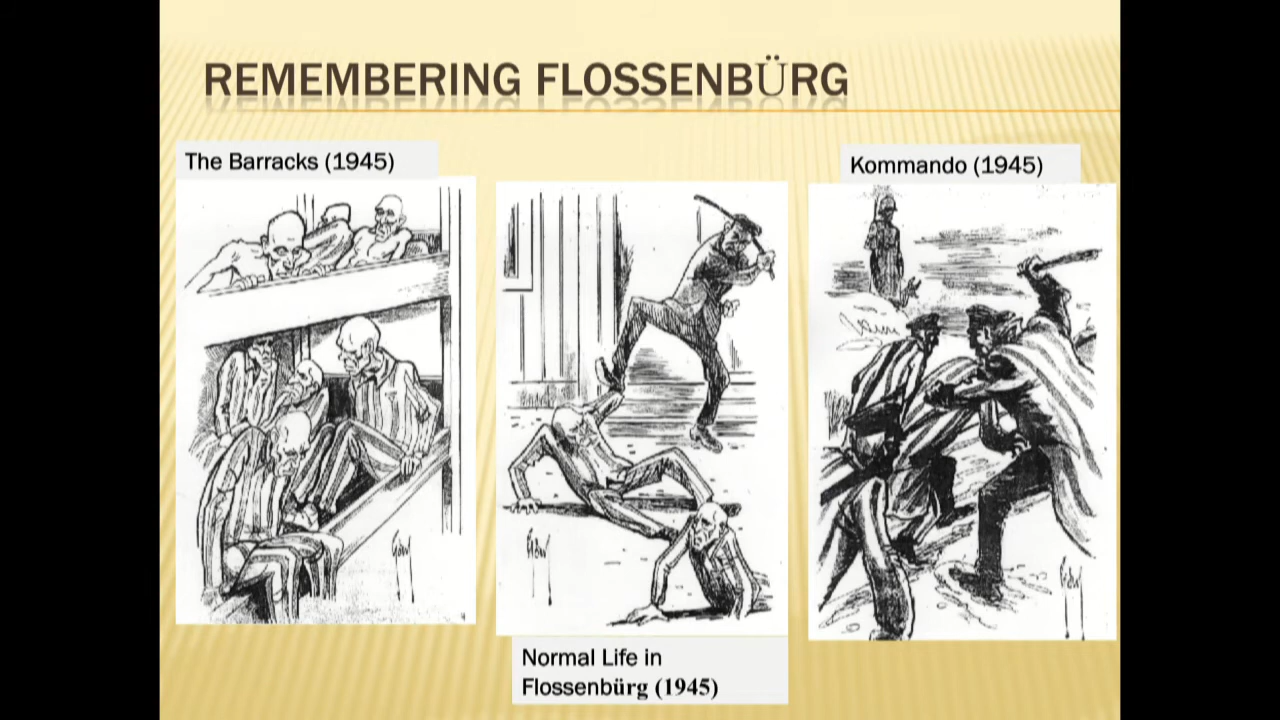 REMEMBERING FLOSSENBÜRG
The Barracks (1945)
Kommando (1945)
Normal Life in
Flossenbürg (1945)